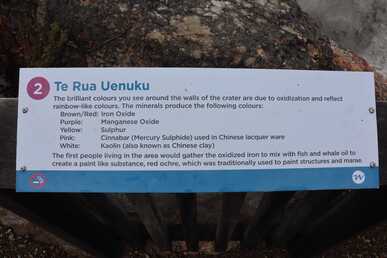 2 Te Rua Uenuku
The brilliant colours you see around the walls of the crater are due to oxidization and reflect
rainbow-like colours. The minerals produce the following colours:
Brown/Red: Iron Oxide
Purple: Manganese Oxide
Yellow: Sulphur
Pink: Cinnabar (Mercury Sulphide) used in Chinese lacquer ware
White: Kaolin (also known as Chinese clay)
The first people living in the area would gather the oxidized iron to mix with fish and whale oil to
create a paint like substance, red ochre, which was traditionally used to paint structures and marae.